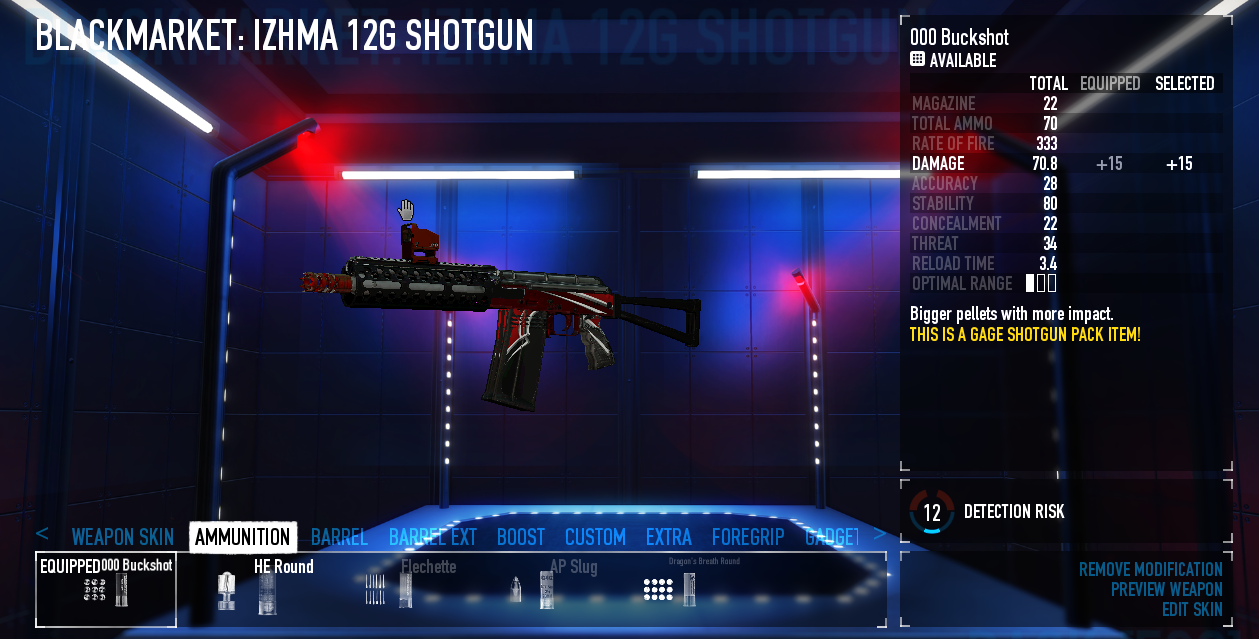 BLACKMARKET: IZHMA 12G SHOTGUN
000 Buckshot
AVAILABLE
TOTAL EQUIPPED SELECTED
MAGAZINE 22
TOTAL AMMO 70
RATE OF FIRE 333
DAMAGE 70.8 +15 +15
ACCURACY 28
STABILITY 80
CONCEALMENT 22
THREAT 34
RELOAD TIME 3.4
OPTIMAL RANGE
Bigger pellets with more impact.
THIS IS A GAGE SHOTGUN PACK ITEM!
12 DETECTION RISK
< WEAPON SKIN AMMUNITION BARREL BARREL EXT BOOST CUSTOM EXTRA FOREGRIP GADGET >
EQUIPPED 000 Buckshot HE Round Flechette AP Slug Dragon's Breath Round
REMOVE MODIFICATION
PREVIEW WEAPON
EDIT SKIN